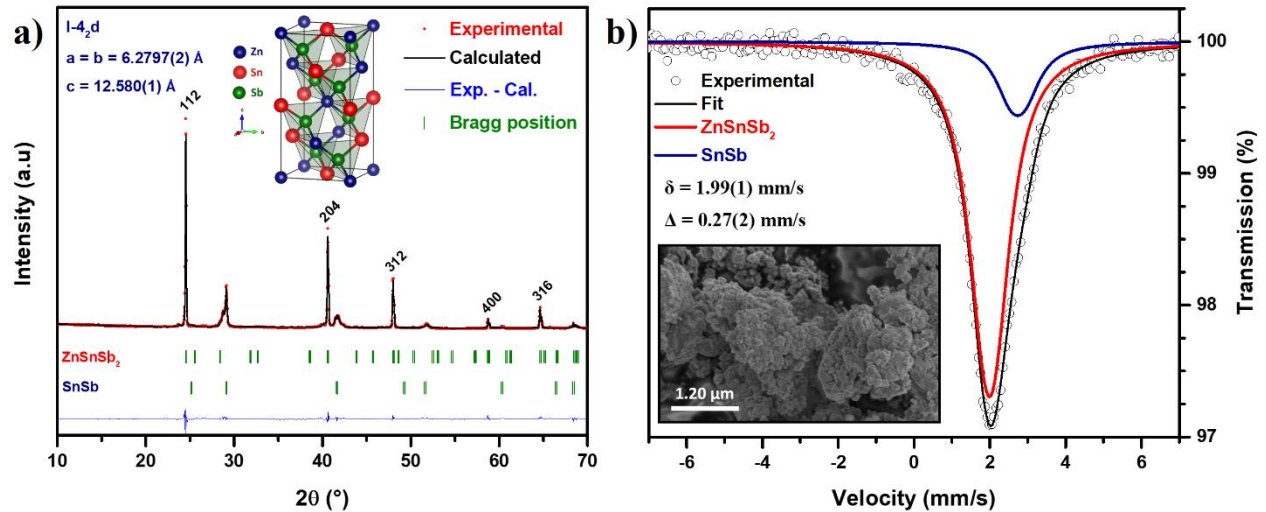 a)
I-4₂d
a = b = 6.2797(2) Å
c = 12.580(1) Å
Zn
Sn
Sb
Experimental
Calculated
Exp. - Cal.
Bragg position
112
204
312
400
316
ZnSnSb₂
SnSb
Intensity (a.u)
10 20 30 40 50 60 70
2θ (°)
b)
Experimental
Fit
ZnSnSb₂
SnSb
δ = 1.99(1) mm/s
Δ = 0.27(2) mm/s
1.20 µm
100
99
98
97
Transmission (%)
-6 -4 -2 0 2 4 6
Velocity (mm/s)